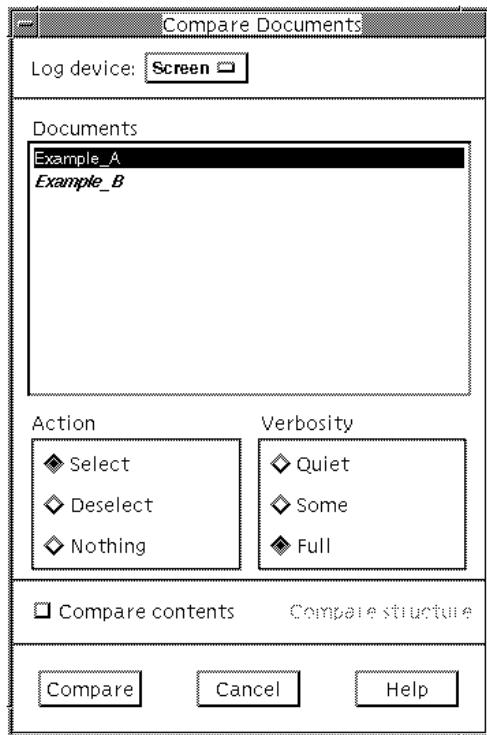 Compare Documents
Log device: Screen
Documents
Example_A
Example_B
Action Verbosity
Select Quiet
Deselect Some
Nothing Full
Compare contents Compare structure
Compare Cancel Help